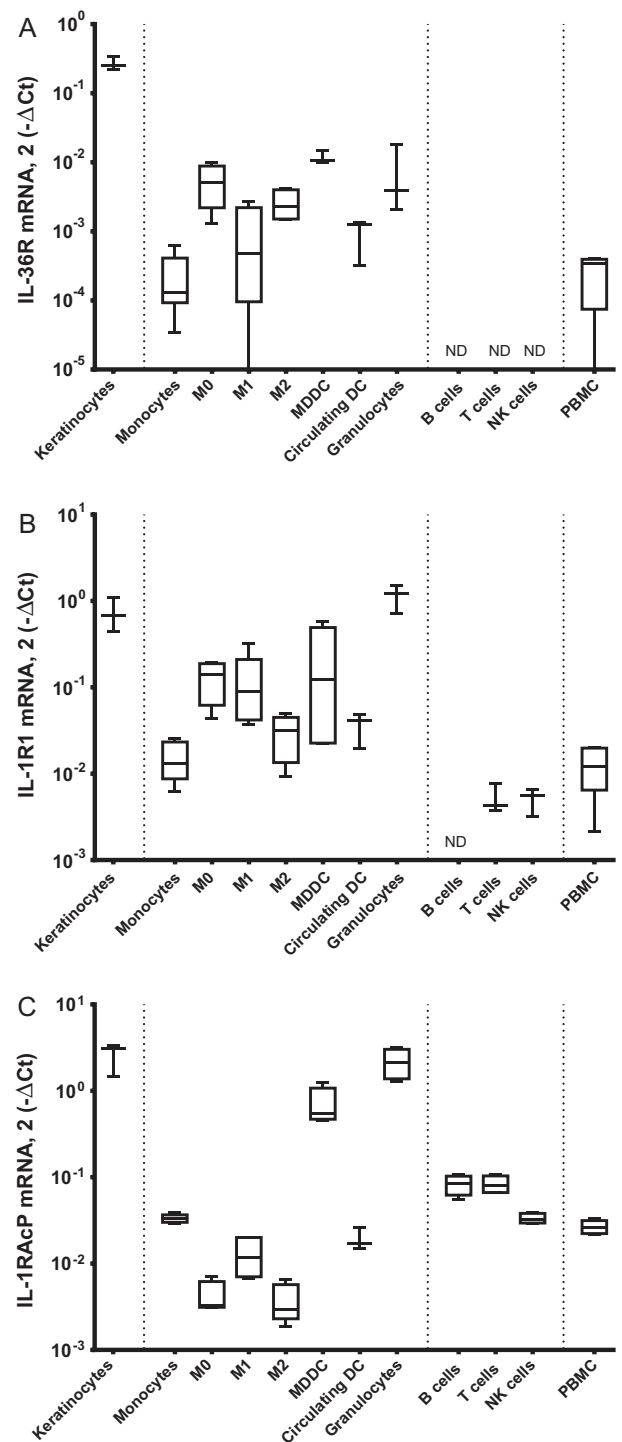 A
IL-36R mRNA, 2 (-ΔCt)
10⁰
10⁻¹
10⁻²
10⁻³
10⁻⁴
10⁻⁵
ND ND ND
Keratinocytes Monocytes M0 M1 M2 MDDC Circulating DC Granulocytes B cells T cells NK cells PBMC
B
IL-1R1 mRNA, 2 (-ΔCt)
10¹
10⁰
10⁻¹
10⁻²
10⁻³
ND
Keratinocytes Monocytes M0 M1 M2 MDDC Circulating DC Granulocytes B cells T cells NK cells PBMC
C
IL-1RAcP mRNA, 2 (-ΔCt)
10¹
10⁰
10⁻¹
10⁻²
10⁻³
Keratinocytes Monocytes M0 M1 M2 MDDC Circulating DC Granulocytes B cells T cells NK cells PBMC